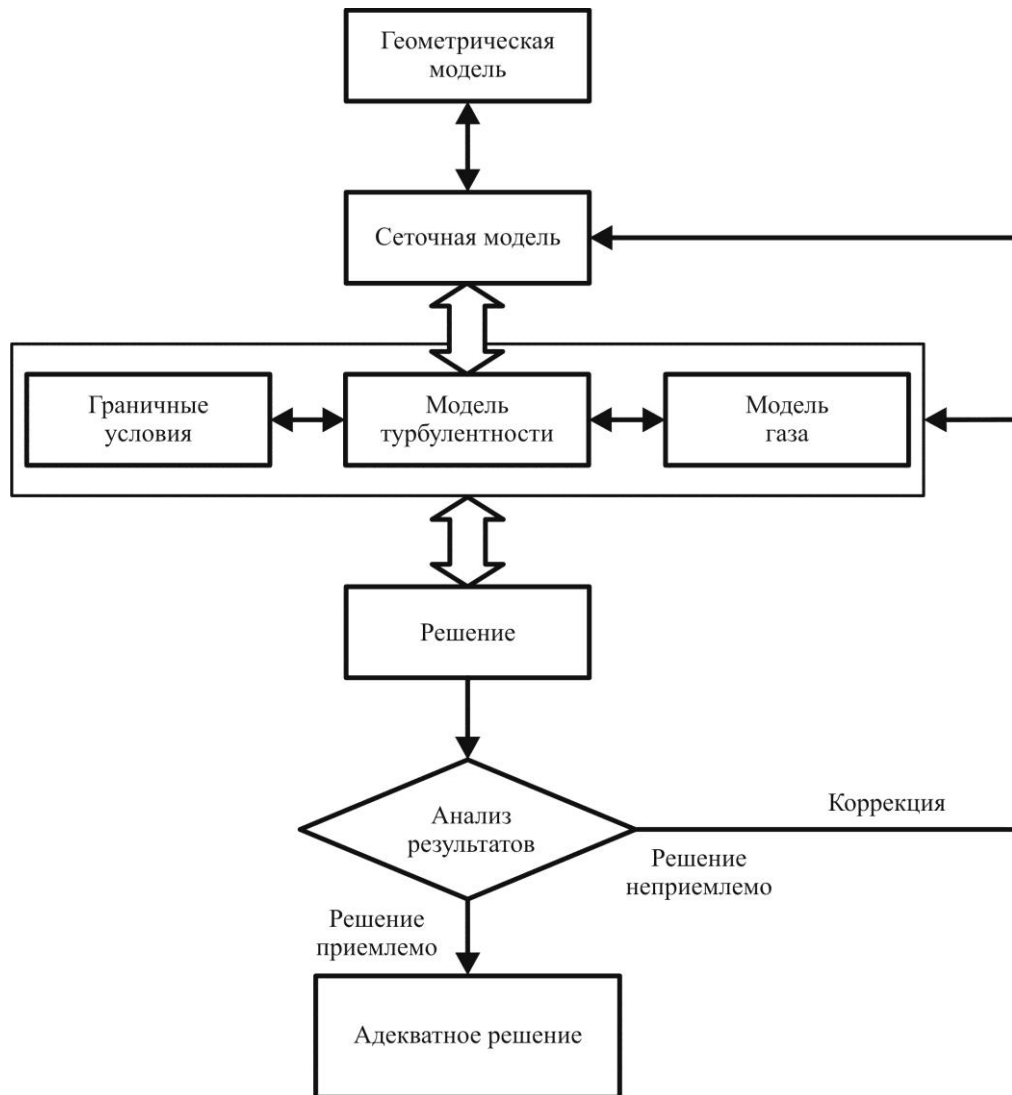 Геометрическая
модель
Сеточная модель
Граничные
условия
Модель
турбулентности
Модель
газа
Решение
Анализ
результатов
Коррекция
Решение
неприемлемо
Решение
приемлемо
Адекватное решение